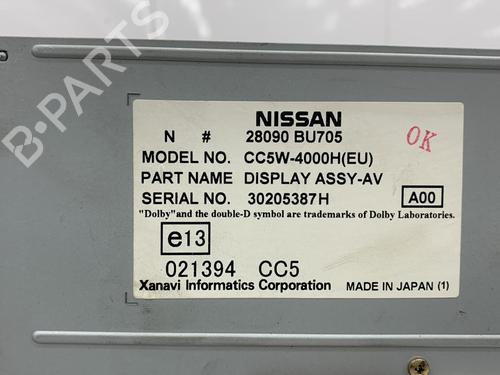 NISSAN
N # 28090 BU705
OK
MODEL NO. CC5W-4000H(EU)
PART NAME DISPLAY ASSY-AV
SERIAL NO. 30205387H A00
"Dolby" and the double-D symbol are trademarks of Dolby Laboratories.
e13
021394 CC5
Xanavi Informatics Corporation MADE IN JAPAN (1)